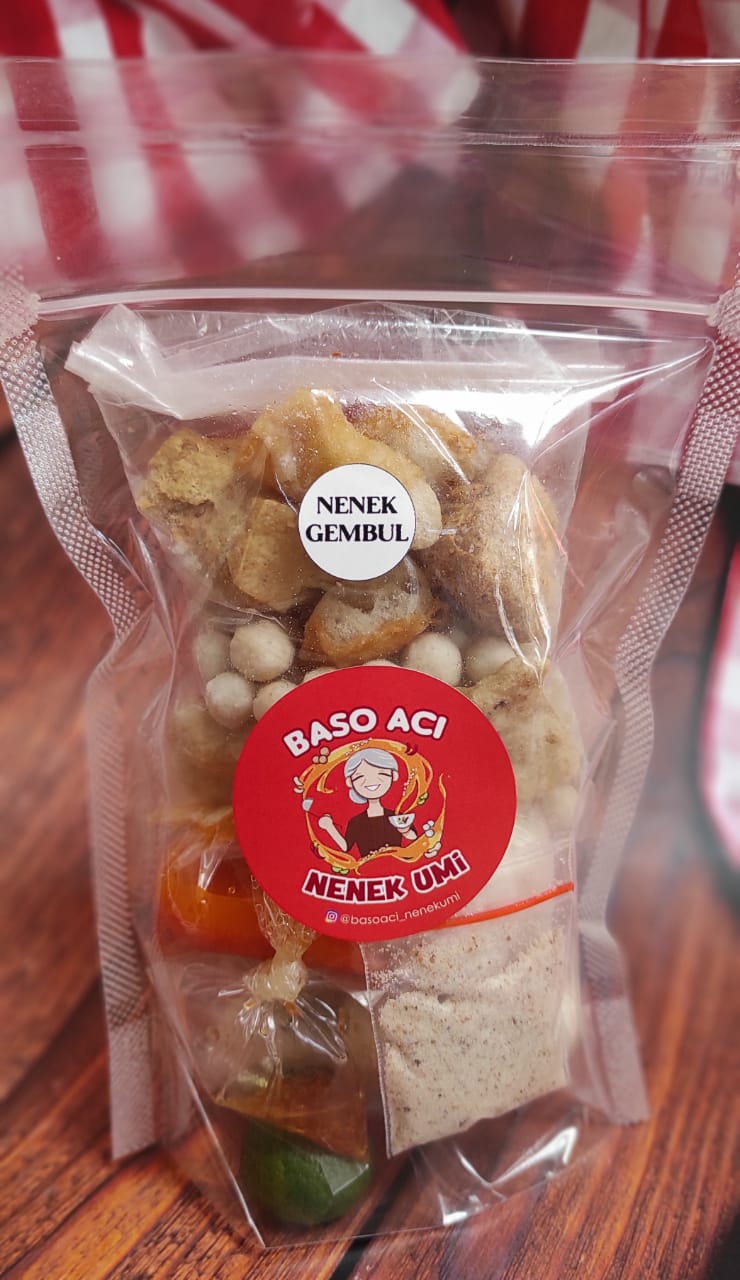 NENEK
GEMBUL
BASO ACI
NENEK UMi
@basoaci_nenekumi